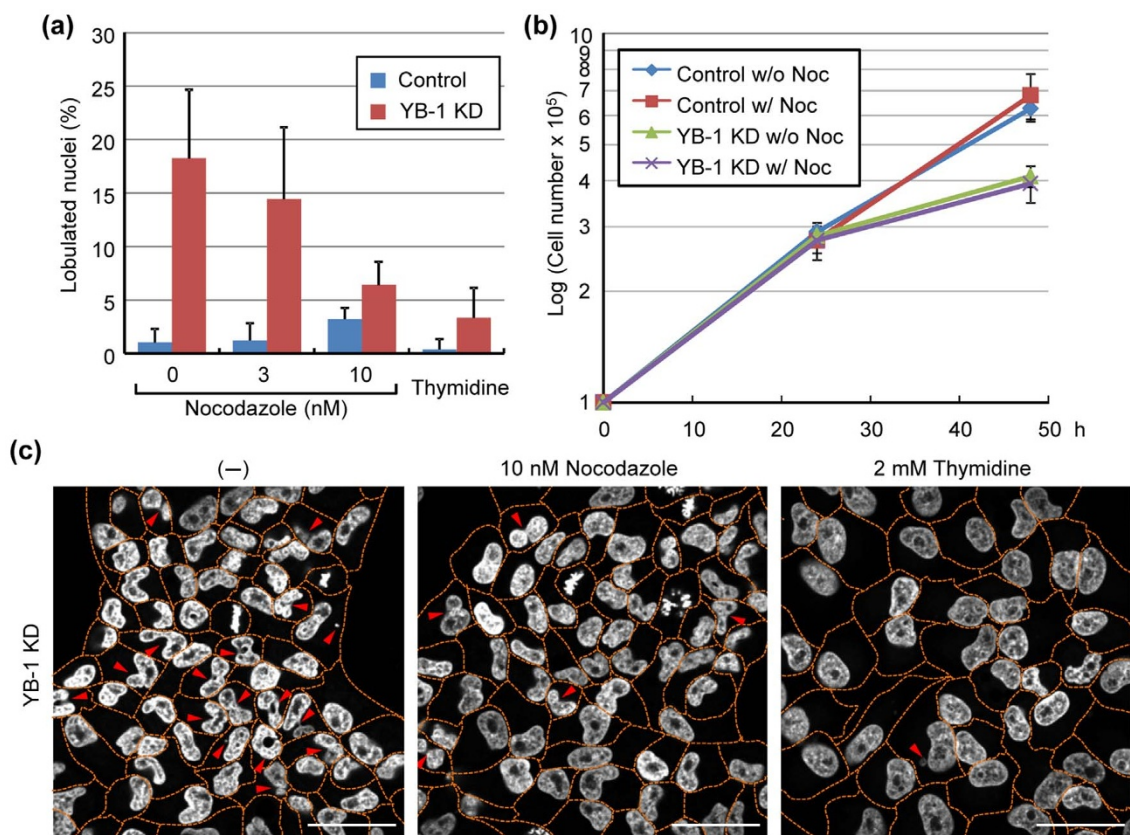 (a)
30
25
20
15
10
5
0
Lobulated nuclei (%)
Control
YB-1 KD
0 3 10 Thymidine
Nocodazole (nM)
(b)
10
9
8
7
6
5
4
3
2
1
Log (Cell number x 10⁵)
Control w/o Noc
Control w/ Noc
YB-1 KD w/o Noc
YB-1 KD w/ Noc
0 10 20 30 40 50 h
(c)
(—) 10 nM Nocodazole 2 mM Thymidine
YB-1 KD